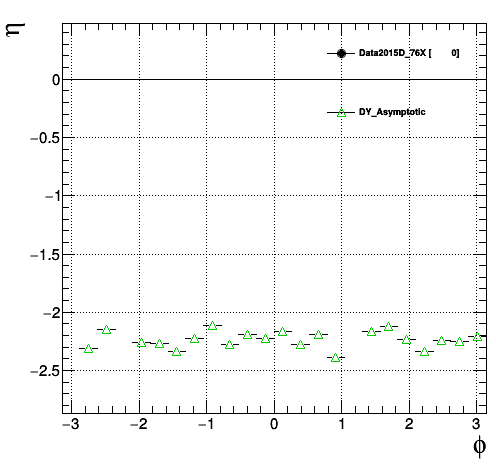 η
Data2015D_76X [ 0]
0
DY_Asymptotic
−0.5
−1
−1.5
−2
−2.5
−3 −2 −1 0 1 2 3
ϕ